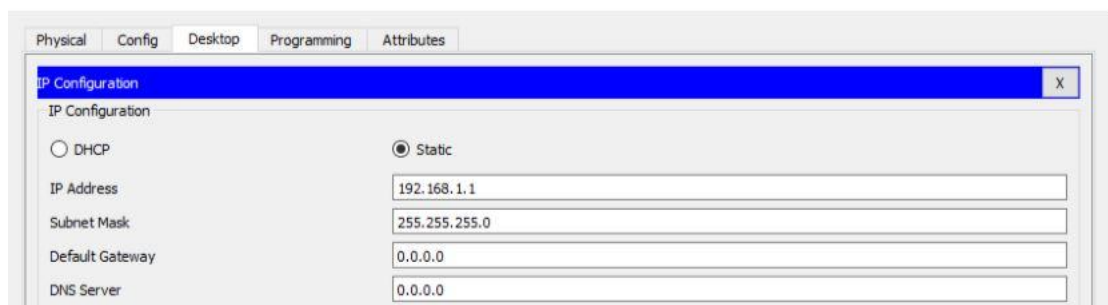 Physical Config Desktop Programming Attributes
IP Configuration X
IP Configuration
DHCP Static
IP Address 192.168.1.1
Subnet Mask 255.255.255.0
Default Gateway 0.0.0.0
DNS Server 0.0.0.0